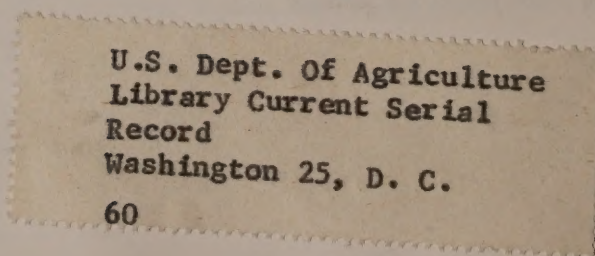 U.S. Dept. Of Agriculture
Library Current Serial
Record
Washington 25, D. C.
60